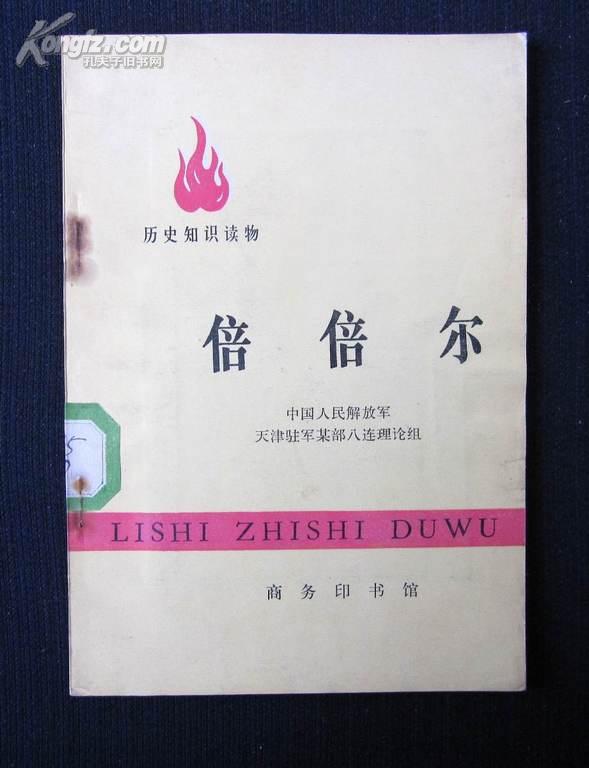 Kongfz.com
孔夫子旧书网
历史知识读物
倍倍尔
中国人民解放军
天津驻军某部八连理论组
LISHI ZHISHI DUWU
商务印书馆